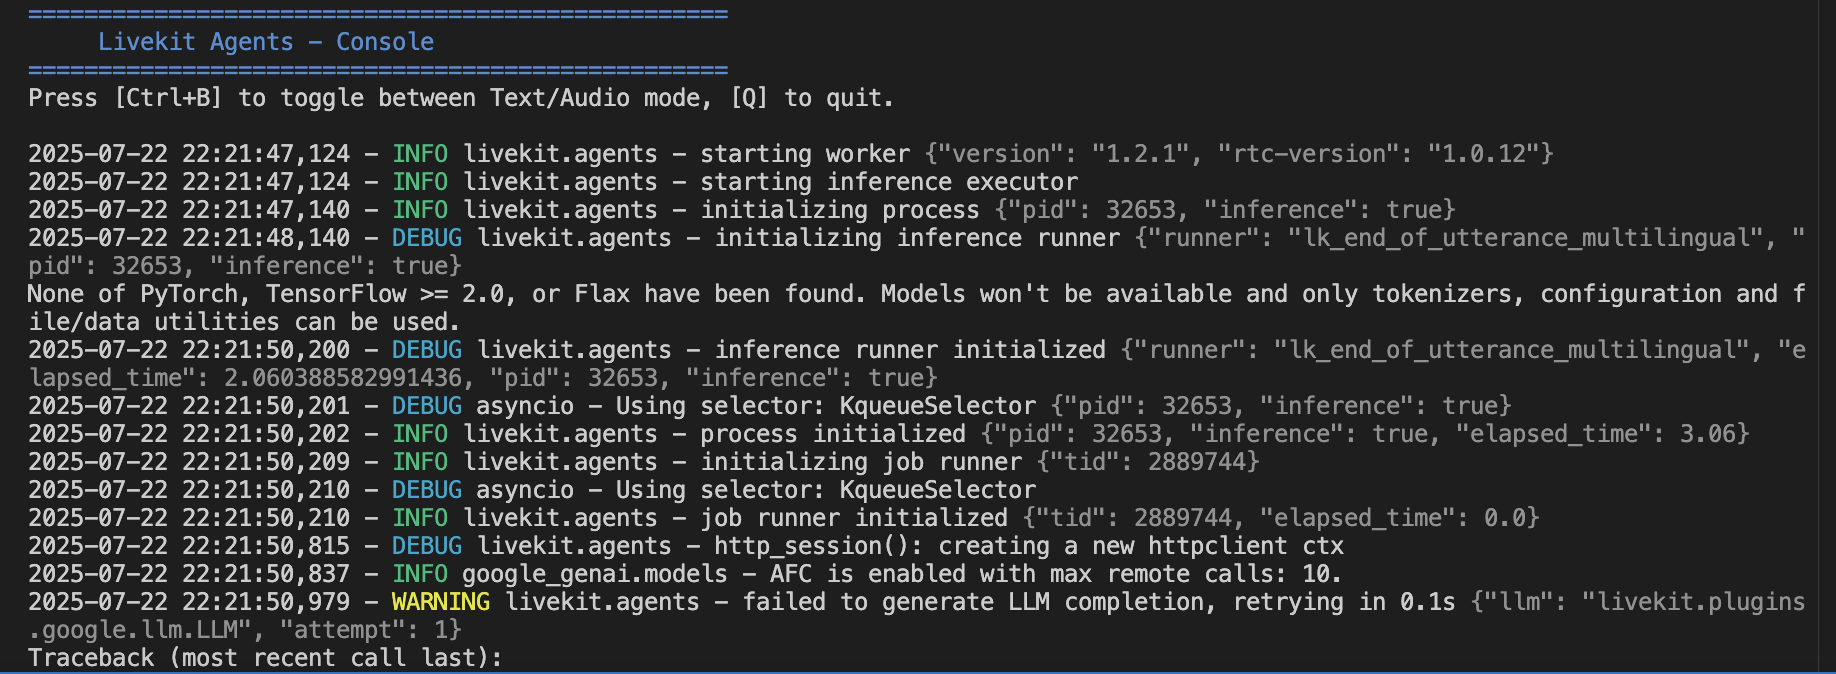 ==================================================
     Livekit Agents - Console
==================================================
Press [Ctrl+B] to toggle between Text/Audio mode, [Q] to quit.

2025-07-22 22:21:47,124 - INFO livekit.agents - starting worker {"version": "1.2.1", "rtc-version": "1.0.12"}
2025-07-22 22:21:47,124 - INFO livekit.agents - starting inference executor
2025-07-22 22:21:47,140 - INFO livekit.agents - initializing process {"pid": 32653, "inference": true}
2025-07-22 22:21:48,140 - DEBUG livekit.agents - initializing inference runner {"runner": "lk_end_of_utterance_multilingual", "
pid": 32653, "inference": true}
None of PyTorch, TensorFlow >= 2.0, or Flax have been found. Models won't be available and only tokenizers, configuration and f
ile/data utilities can be used.
2025-07-22 22:21:50,200 - DEBUG livekit.agents - inference runner initialized {"runner": "lk_end_of_utterance_multilingual", "e
lapsed_time": 2.060388582991436, "pid": 32653, "inference": true}
2025-07-22 22:21:50,201 - DEBUG asyncio - Using selector: KqueueSelector {"pid": 32653, "inference": true}
2025-07-22 22:21:50,202 - INFO livekit.agents - process initialized {"pid": 32653, "inference": true, "elapsed_time": 3.06}
2025-07-22 22:21:50,209 - INFO livekit.agents - initializing job runner {"tid": 2889744}
2025-07-22 22:21:50,210 - DEBUG asyncio - Using selector: KqueueSelector
2025-07-22 22:21:50,210 - INFO livekit.agents - job runner initialized {"tid": 2889744, "elapsed_time": 0.0}
2025-07-22 22:21:50,815 - DEBUG livekit.agents - http_session(): creating a new httpclient ctx
2025-07-22 22:21:50,837 - INFO google_genai.models - AFC is enabled with max remote calls: 10.
2025-07-22 22:21:50,979 - WARNING livekit.agents - failed to generate LLM completion, retrying in 0.1s {"llm": "livekit.plugins
.google.llm.LLM", "attempt": 1}
Traceback (most recent call last):